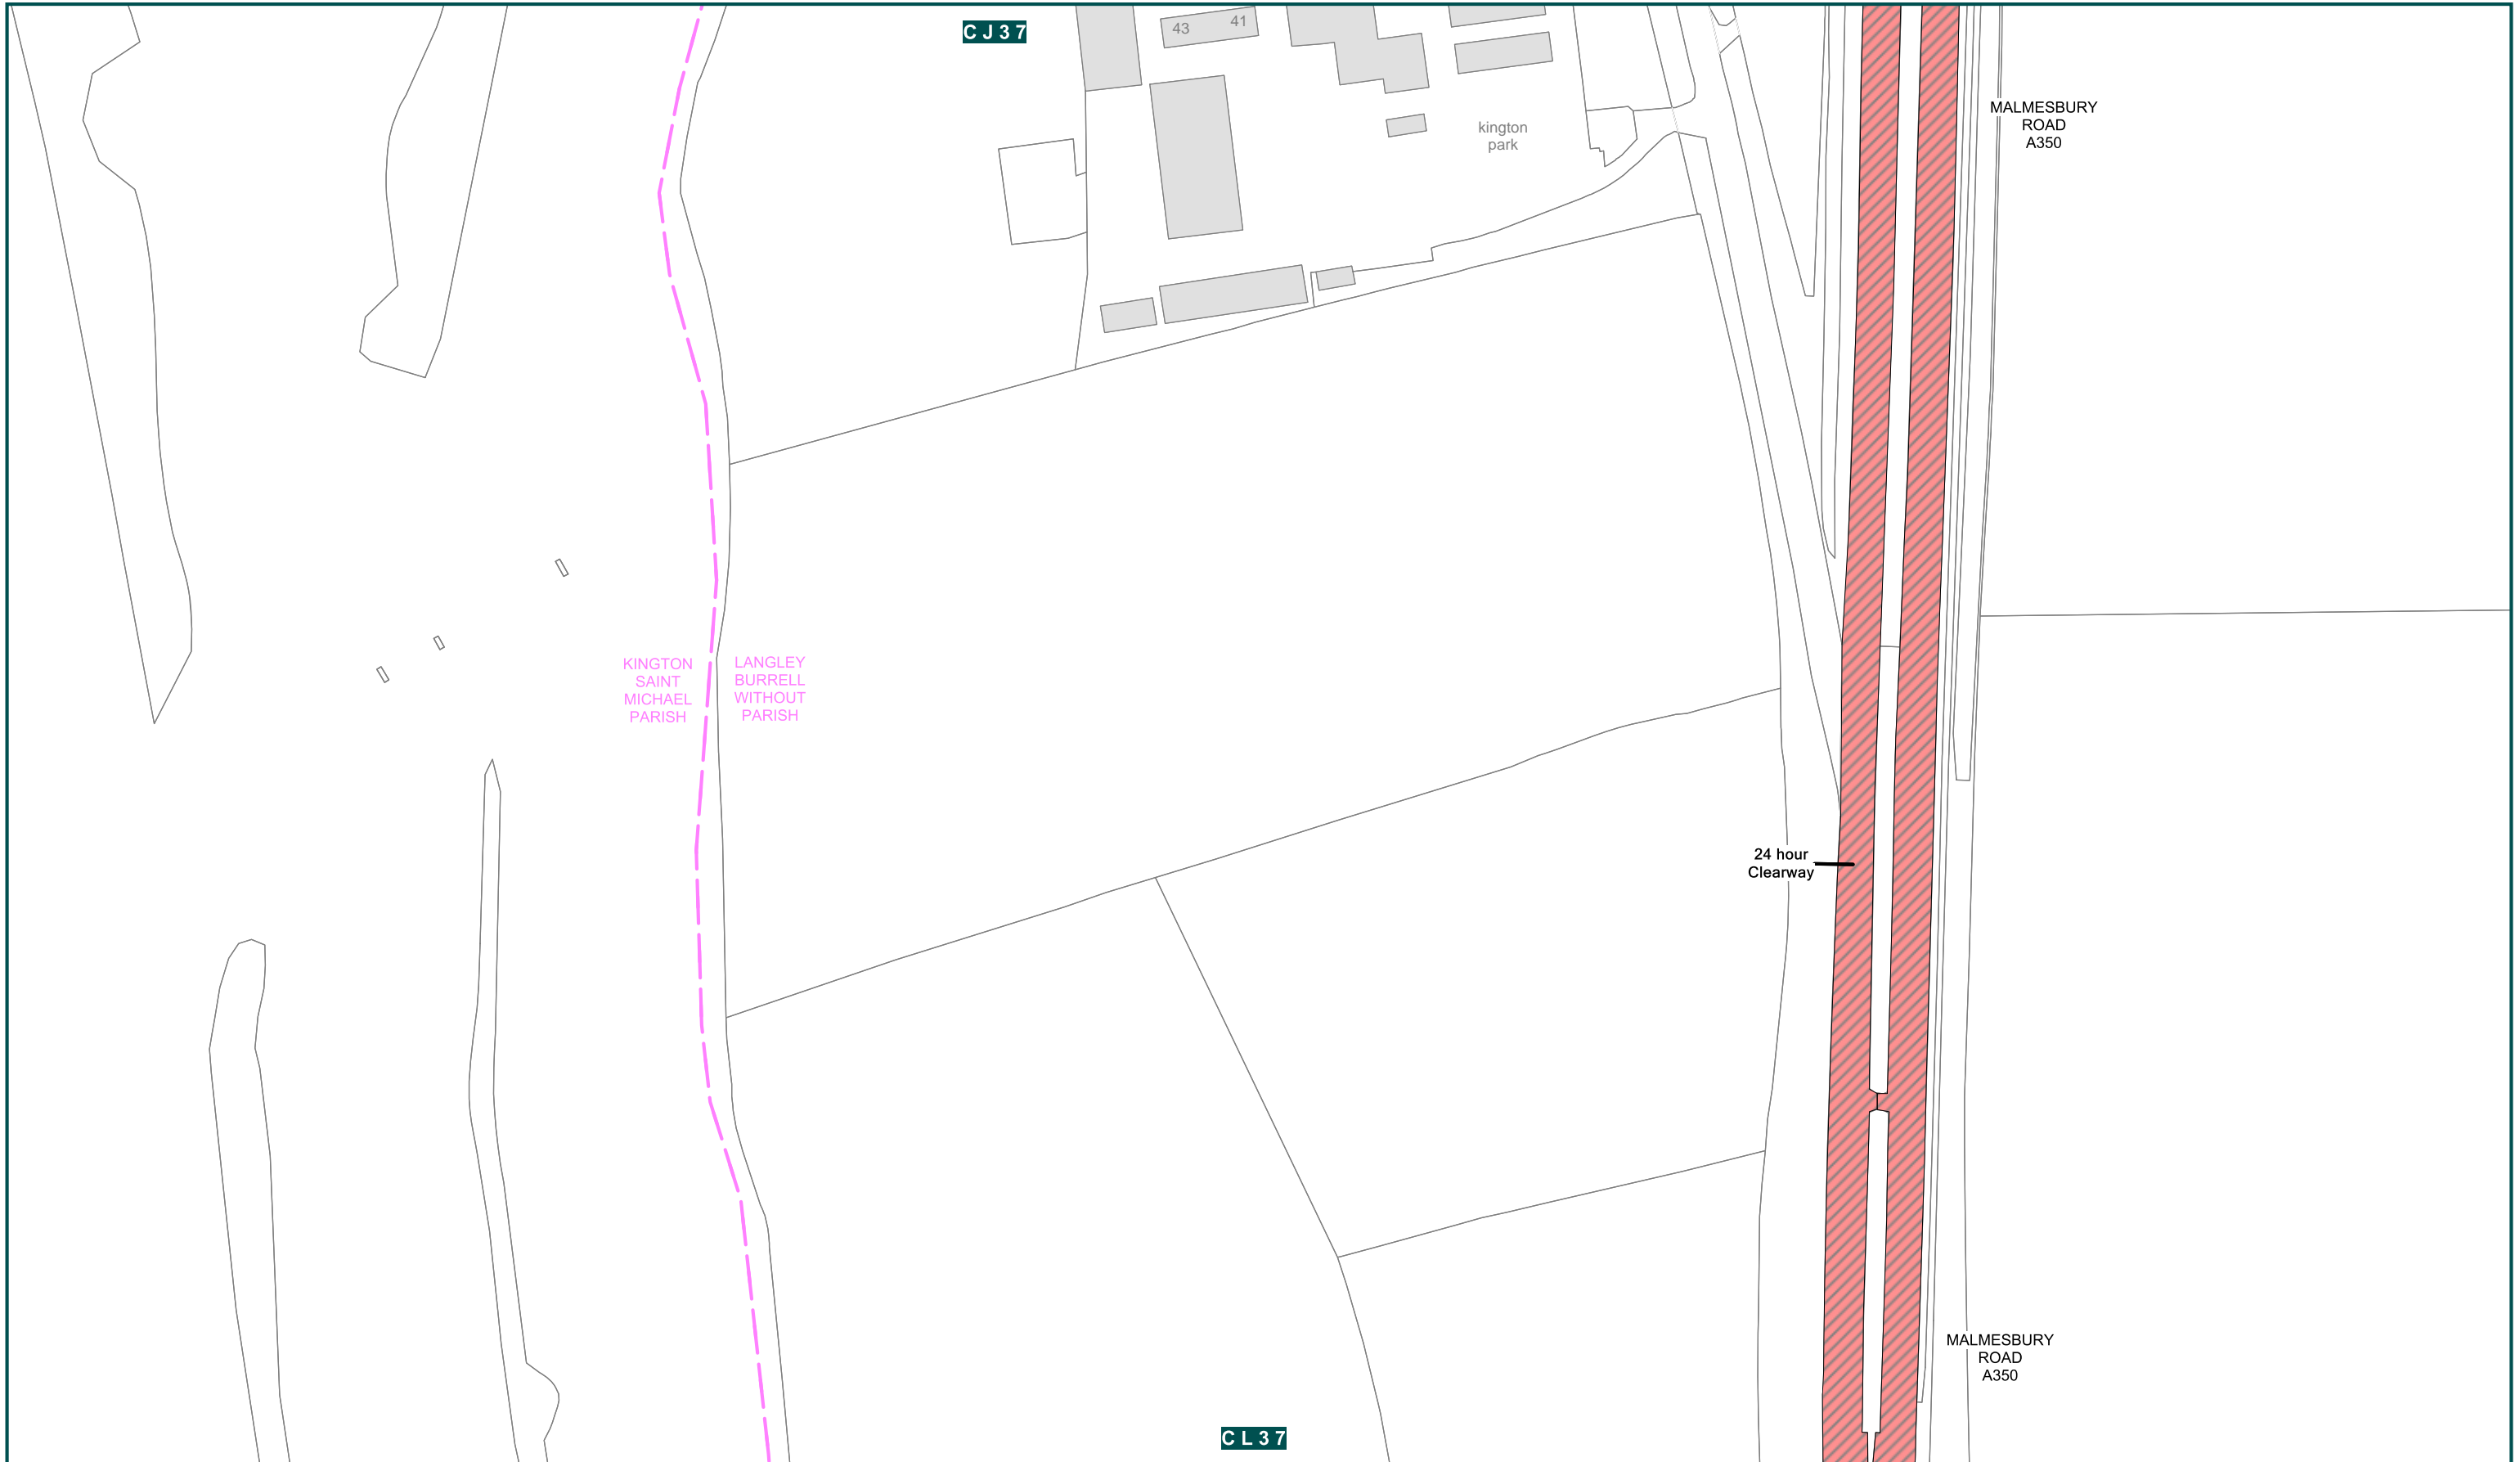 CJ37
43
41
kington
park
MALMESBURY
ROAD
A350
KINGTON
SAINT
MICHAEL
PARISH
LANGLEY
BURRELL
WITHOUT
PARISH
24 hour
Clearway
MALMESBURY
ROAD
A350
CL37